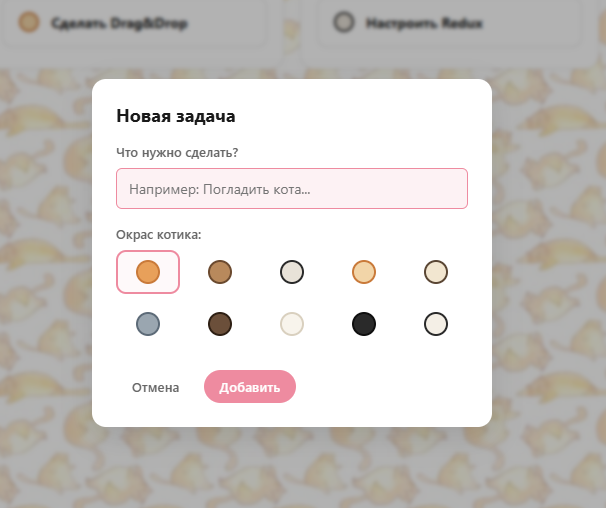 Сделать Drag&Drop
Настроить Redux
Новая задача
Что нужно сделать?
Например: Погладить кота...
Окрас котика:
Отмена
Добавить